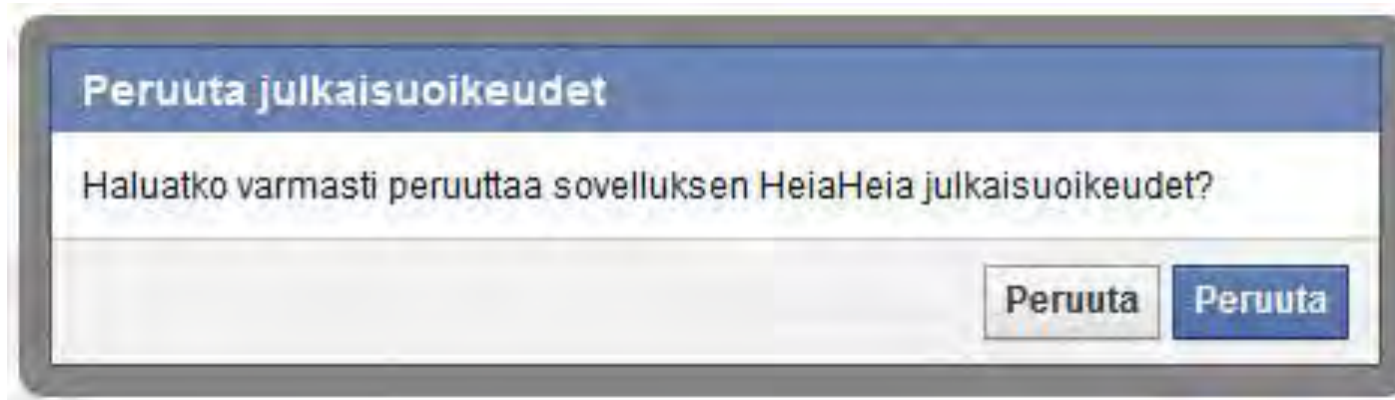 Peruuta julkaisuoikeudet
Haluatko varmasti peruuttaa sovelluksen HeiaHeia julkaisuoikeudet?
Peruuta Peruuta